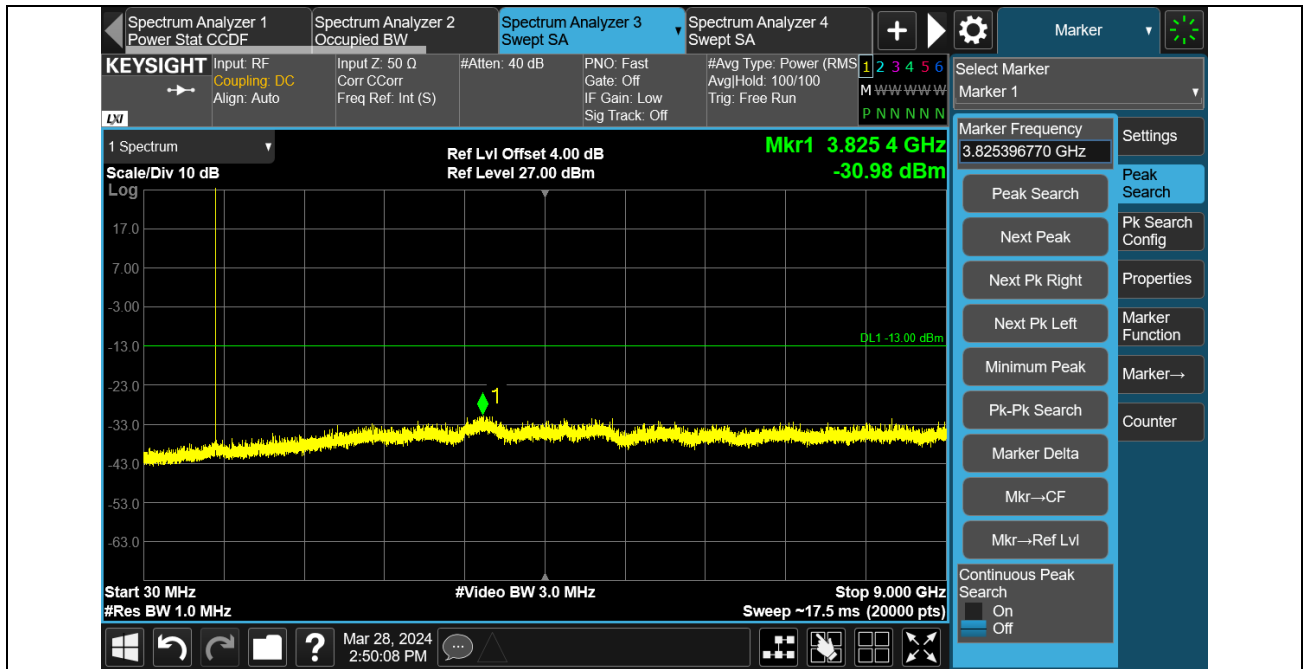 Spectrum Analyzer 1
Power Stat CCDF
Spectrum Analyzer 2
Occupied BW
Spectrum Analyzer 3
Swept SA
Spectrum Analyzer 4
Swept SA
+
Marker
KEYSIGHT
LXI
Input: RF
Coupling: DC
Align: Auto
Input Z: 50 Ω
Corr CCorr
Freq Ref: Int (S)
#Atten: 40 dB
PNO: Fast
Gate: Off
IF Gain: Low
Sig Track: Off
#Avg Type: Power (RMS
Avg|Hold: 100/100
Trig: Free Run
1 2 3 4 5 6
M W W W W W
P N N N N N
Select Marker
Marker 1
1 Spectrum
Scale/Div 10 dB
Log
Ref Lvl Offset 4.00 dB
Ref Level 27.00 dBm
Mkr1 3.825 4 GHz
-30.98 dBm
17.0
7.00
-3.00
-13.0
-23.0
-33.0
-43.0
-53.0
-63.0
DL1 -13.00 dBm
1
Start 30 MHz
#Res BW 1.0 MHz
#Video BW 3.0 MHz
Stop 9.000 GHz
Sweep ~17.5 ms (20000 pts)
Marker Frequency
3.825396770 GHz
Peak Search
Next Peak
Next Pk Right
Next Pk Left
Minimum Peak
Pk-Pk Search
Marker Delta
Mkr→CF
Mkr→Ref Lvl
Continuous Peak
Search
On
Off
Settings
Peak
Search
Pk Search
Config
Properties
Marker
Function
Marker→
Counter
?
Mar 28, 2024
2:50:08 PM